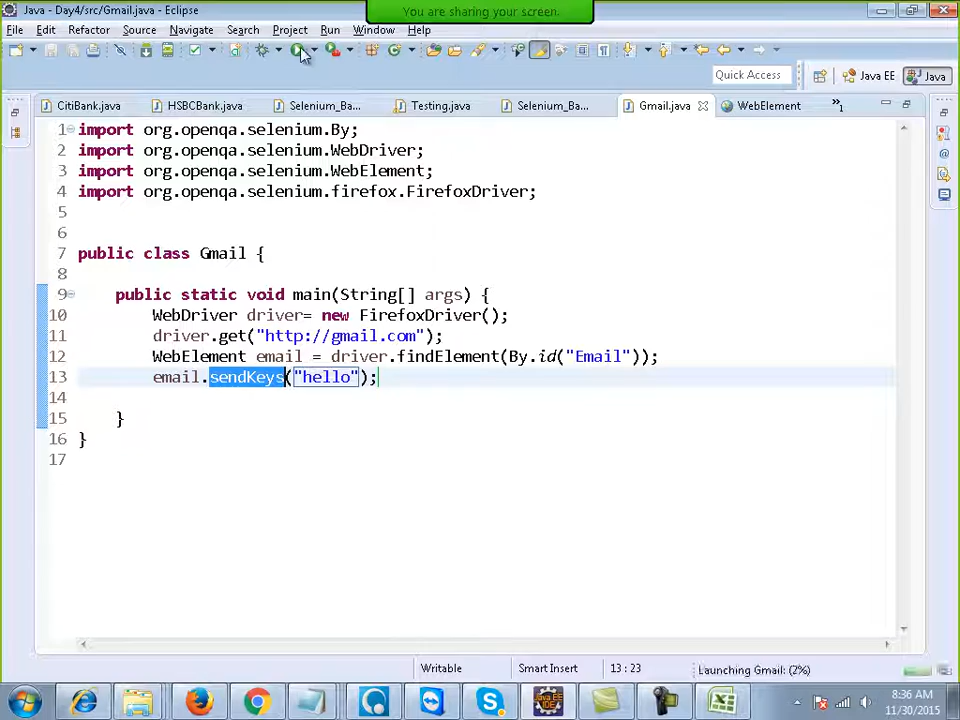 You are sharing your screen.
Java - Day4/src/Gmail.java - Eclipse
File Edit Refactor Source Navigate Search Project Run Window Help
Quick Access Java EE Java
CitiBank.java HSBCBank.java Selenium_Ba... Testing.java Selenium_Ba... Gmail.java WebElement »1
1 import org.openqa.selenium.By;
2 import org.openqa.selenium.WebDriver;
3 import org.openqa.selenium.WebElement;
4 import org.openqa.selenium.firefox.FirefoxDriver;
5
6
7 public class Gmail {
8
9 public static void main(String[] args) {
10 WebDriver driver= new FirefoxDriver();
11 driver.get("http://gmail.com");
12 WebElement email = driver.findElement(By.id("Email"));
13 email.sendKeys("hello");
14
15 }
16 }
17
Writable Smart Insert 13 : 23 Launching Gmail: (2%)
8:36 AM
11/30/2015